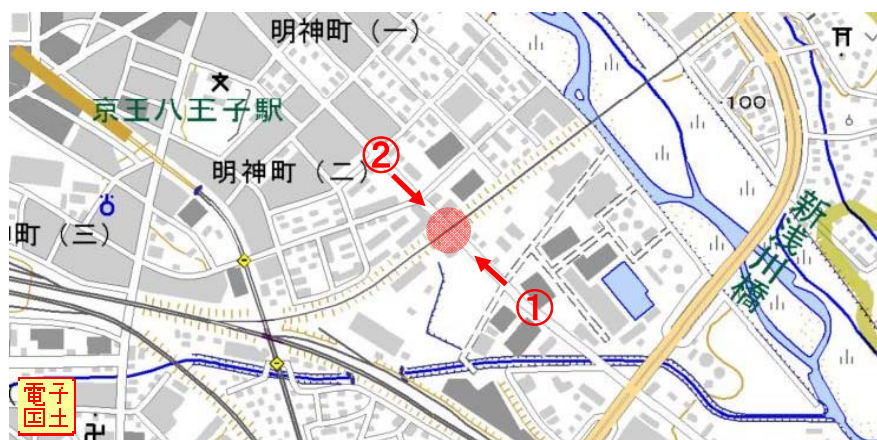 明神町（一）
京王八王子駅
明神町（二）
②
①
町（三）
・100
新浅川橋
電子
国土